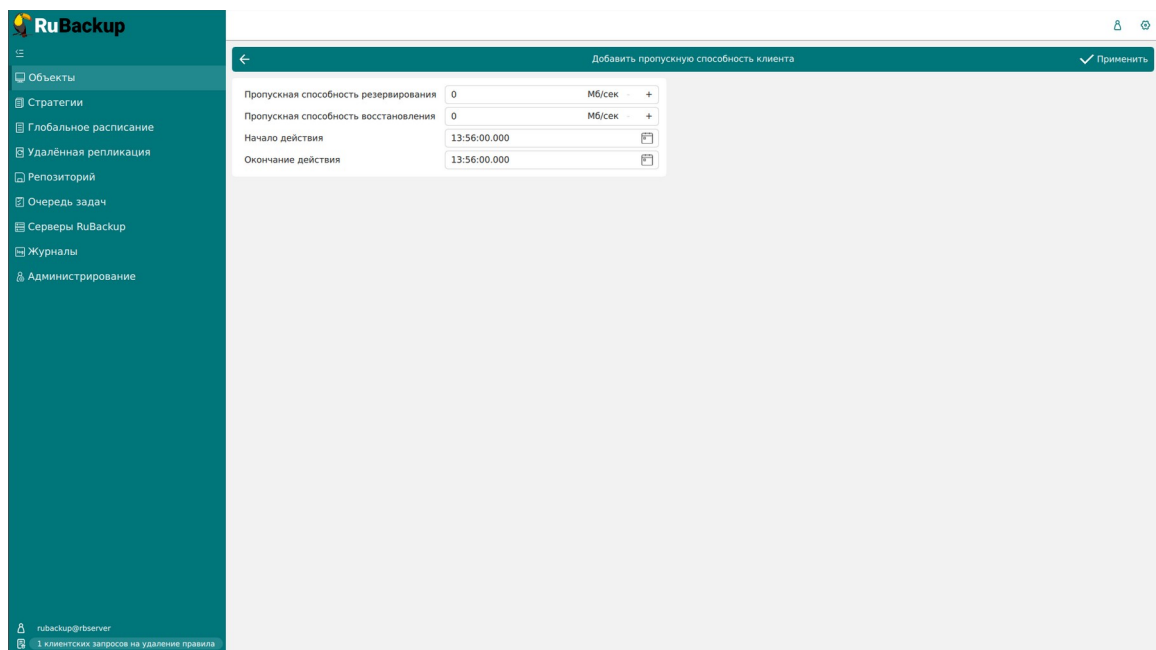 RuBackup
Добавить пропускную способность клиента
Применить
Объекты
Стратегии
Глобальное расписание
Удалённая репликация
Репозиторий
Очередь задач
Серверы RuBackup
Журналы
Администрирование
Пропускная способность резервирования 0 Мб/сек - +
Пропускная способность восстановления 0 Мб/сек - +
Начало действия 13:56:00.000
Окончание действия 13:56:00.000
rubackup@rbserver
1 клиентских запросов на удаление правила